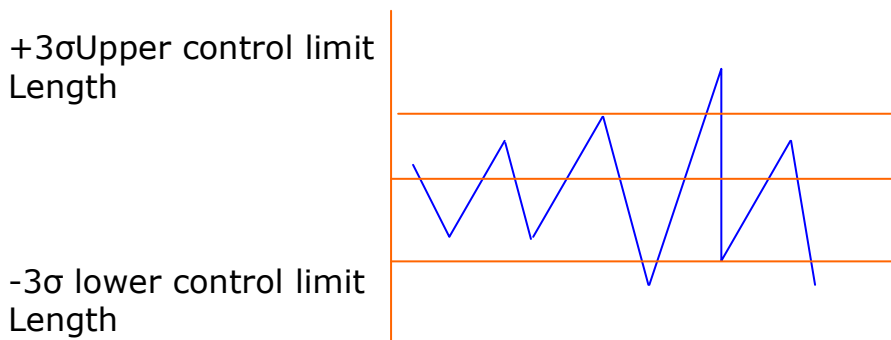 +3σUpper control limit
Length
-3σ lower control limit
Length